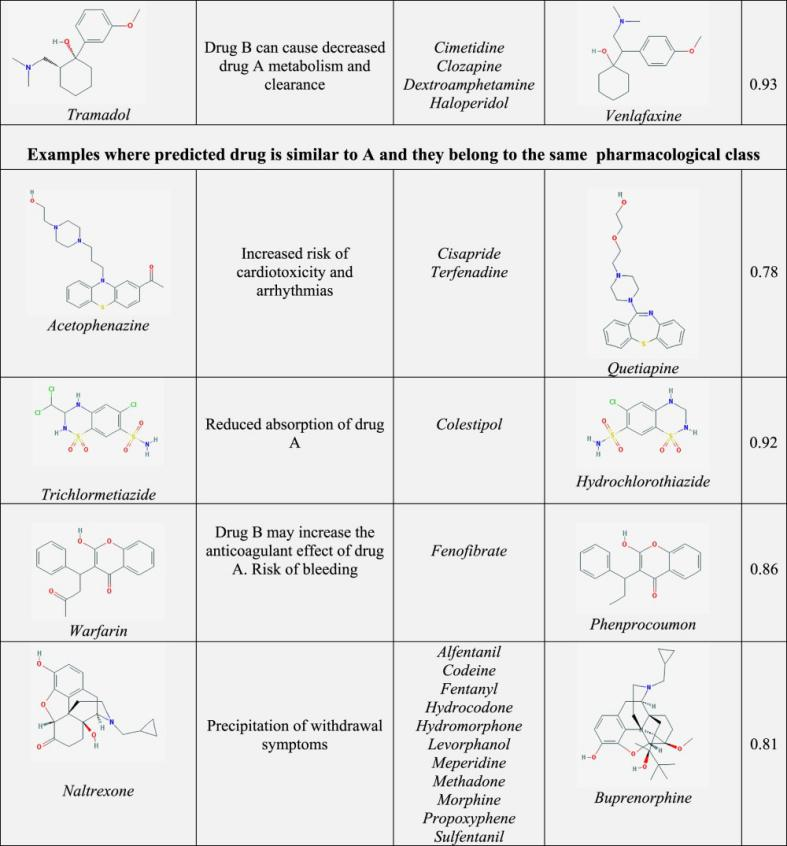 Tramadol
Drug B can cause decreased
drug A metabolism and
clearance
Cimetidine
Clozapine
Dextroamphetamine
Haloperidol
Venlafaxine
0.93
Examples where predicted drug is similar to A and they belong to the same pharmacological class
Acetophenazine
Increased risk of
cardiotoxicity and
arrhythmias
Cisapride
Terfenadine
Quetiapine
0.78
Trichlormetiazide
Reduced absorption of drug
A
Colestipol
Hydrochlorothiazide
0.92
Warfarin
Drug B may increase the
anticoagulant effect of drug
A. Risk of bleeding
Fenofibrate
Phenprocoumon
0.86
Naltrexone
Precipitation of withdrawal
symptoms
Alfentanil
Codeine
Fentanyl
Hydrocodone
Hydromorphone
Levorphanol
Meperidine
Methadone
Morphine
Propoxyphene
Sulfentanil
Buprenorphine
0.81